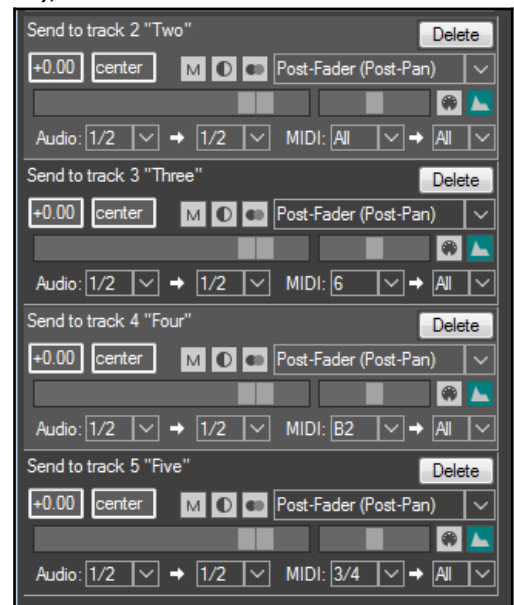 Send to track 2 "Two" Delete
+0.00 center M Post-Fader (Post-Pan)
Audio: 1/2 1/2 MIDI: All All
Send to track 3 "Three" Delete
+0.00 center M Post-Fader (Post-Pan)
Audio: 1/2 1/2 MIDI: 6 All
Send to track 4 "Four" Delete
+0.00 center M Post-Fader (Post-Pan)
Audio: 1/2 1/2 MIDI: B2 All
Send to track 5 "Five" Delete
+0.00 center M Post-Fader (Post-Pan)
Audio: 1/2 1/2 MIDI: 3/4 All